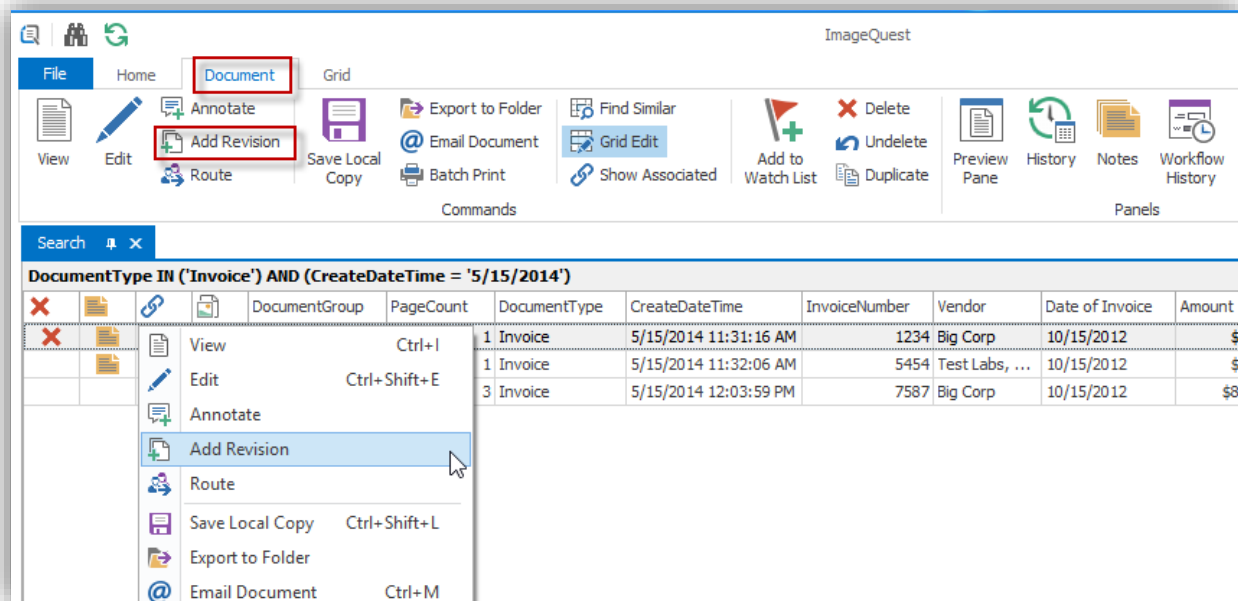 ImageQuest
File Home Document Grid
View
Edit
Annotate
Add Revision
Route
Save Local Copy
Export to Folder
Email Document
Batch Print
Find Similar
Grid Edit
Show Associated
Add to Watch List
Delete
Undelete
Duplicate
Preview Pane
History
Notes
Workflow History
Commands
Panels
Search
DocumentType IN ('Invoice') AND (CreateDateTime = '5/15/2014')
DocumentGroup PageCount DocumentType CreateDateTime InvoiceNumber Vendor Date of Invoice Amount
1 Invoice 5/15/2014 11:31:16 AM 1234 Big Corp 10/15/2012 $
1 Invoice 5/15/2014 11:32:06 AM 5454 Test Labs, ... 10/15/2012 $
3 Invoice 5/15/2014 12:03:59 PM 7587 Big Corp 10/15/2012 $8
View Ctrl+I
Edit Ctrl+Shift+E
Annotate
Add Revision
Route
Save Local Copy Ctrl+Shift+L
Export to Folder
Email Document Ctrl+M